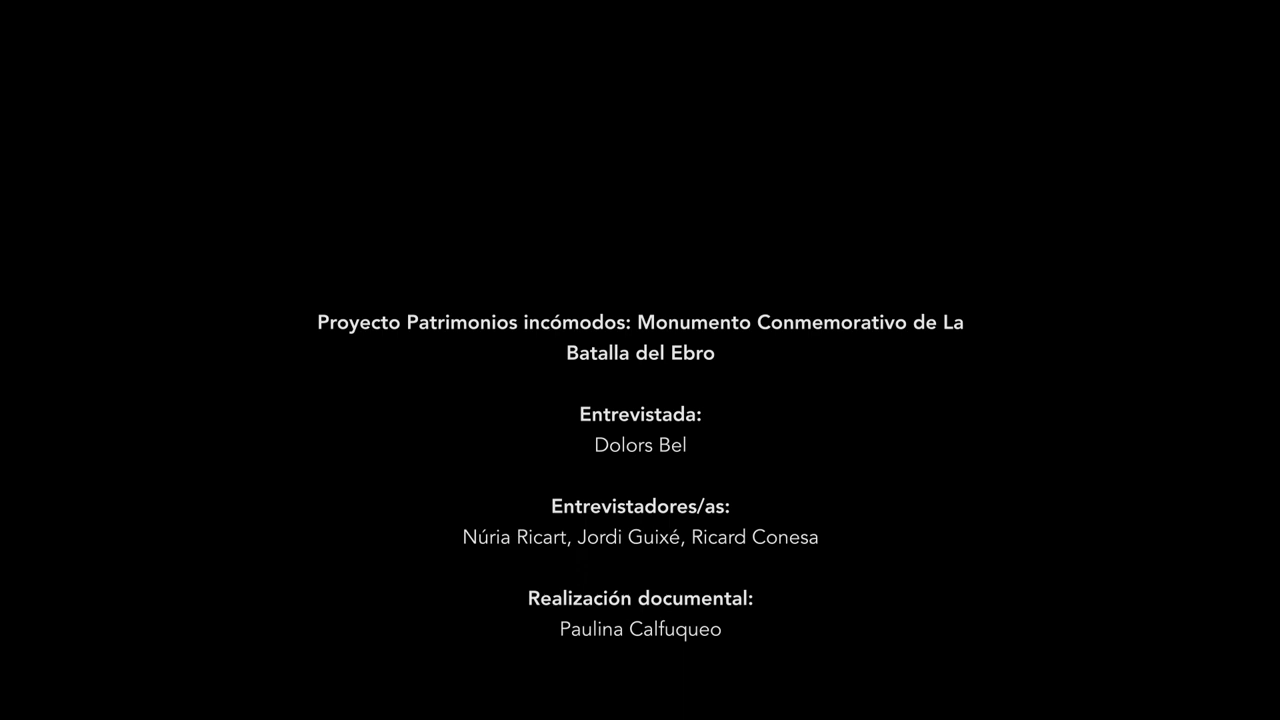 Proyecto Patrimonios incómodos: Monumento Conmemorativo de La
Batalla del Ebro
Entrevistada:
Dolors Bel
Entrevistadores/as:
Núria Ricart, Jordi Guixé, Ricard Conesa
Realización documental:
Paulina Calfuqueo